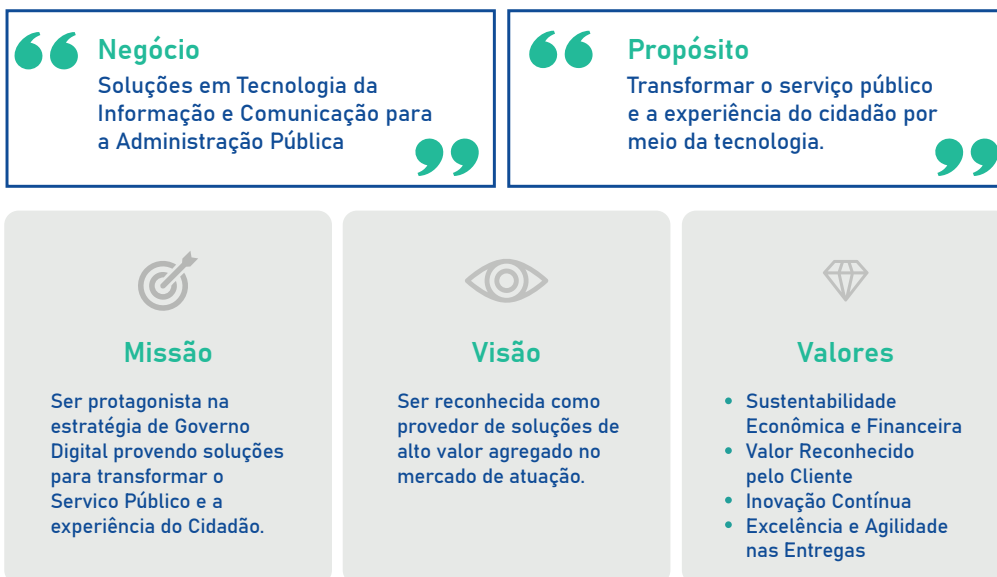 Negócio
Soluções em Tecnologia da
Informação e Comunicação para
a Administração Pública
Propósito
Transformar o serviço público
e a experiência do cidadão por
meio da tecnologia.
Missão
Ser protagonista na
estratégia de Governo
Digital provendo soluções
para transformar o
Servico Público e a
experiência do Cidadão.
Visão
Ser reconhecida como
provedor de soluções de
alto valor agregado no
mercado de atuação.
Valores
• Sustentabilidade
Econômica e Financeira
• Valor Reconhecido
pelo Cliente
• Inovação Contínua
• Excelência e Agilidade
nas Entregas